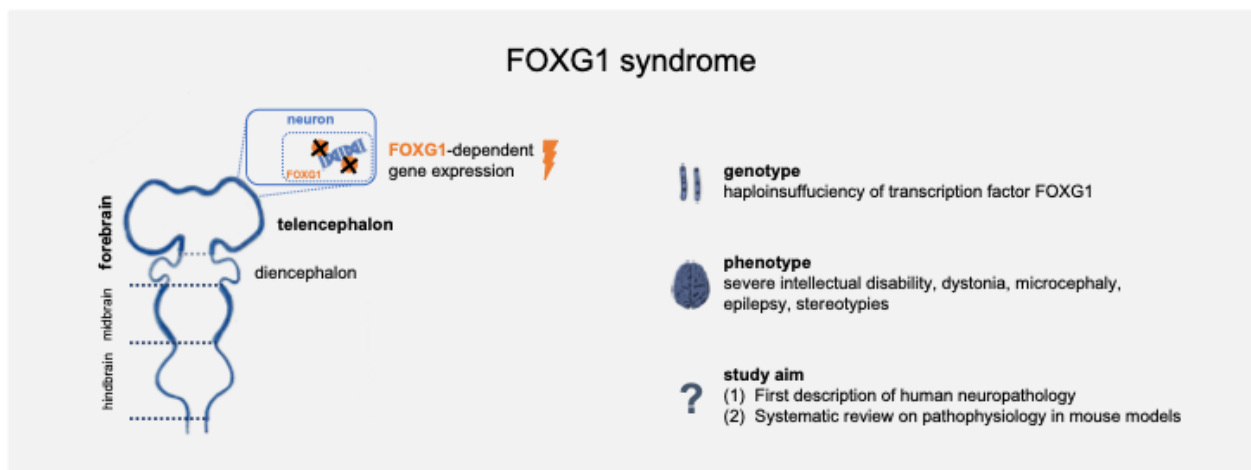 FOXG1 syndrome
neuron
FOXG1
FOXG1-dependent
gene expression
forebrain
telencephalon
diencephalon
midbrain
hindbrain
genotype
haploinsuffuciency of transcription factor FOXG1
phenotype
severe intellectual disability, dystonia, microcephaly,
epilepsy, stereotypies
?
study aim
(1) First description of human neuropathology
(2) Systematic review on pathophysiology in mouse models